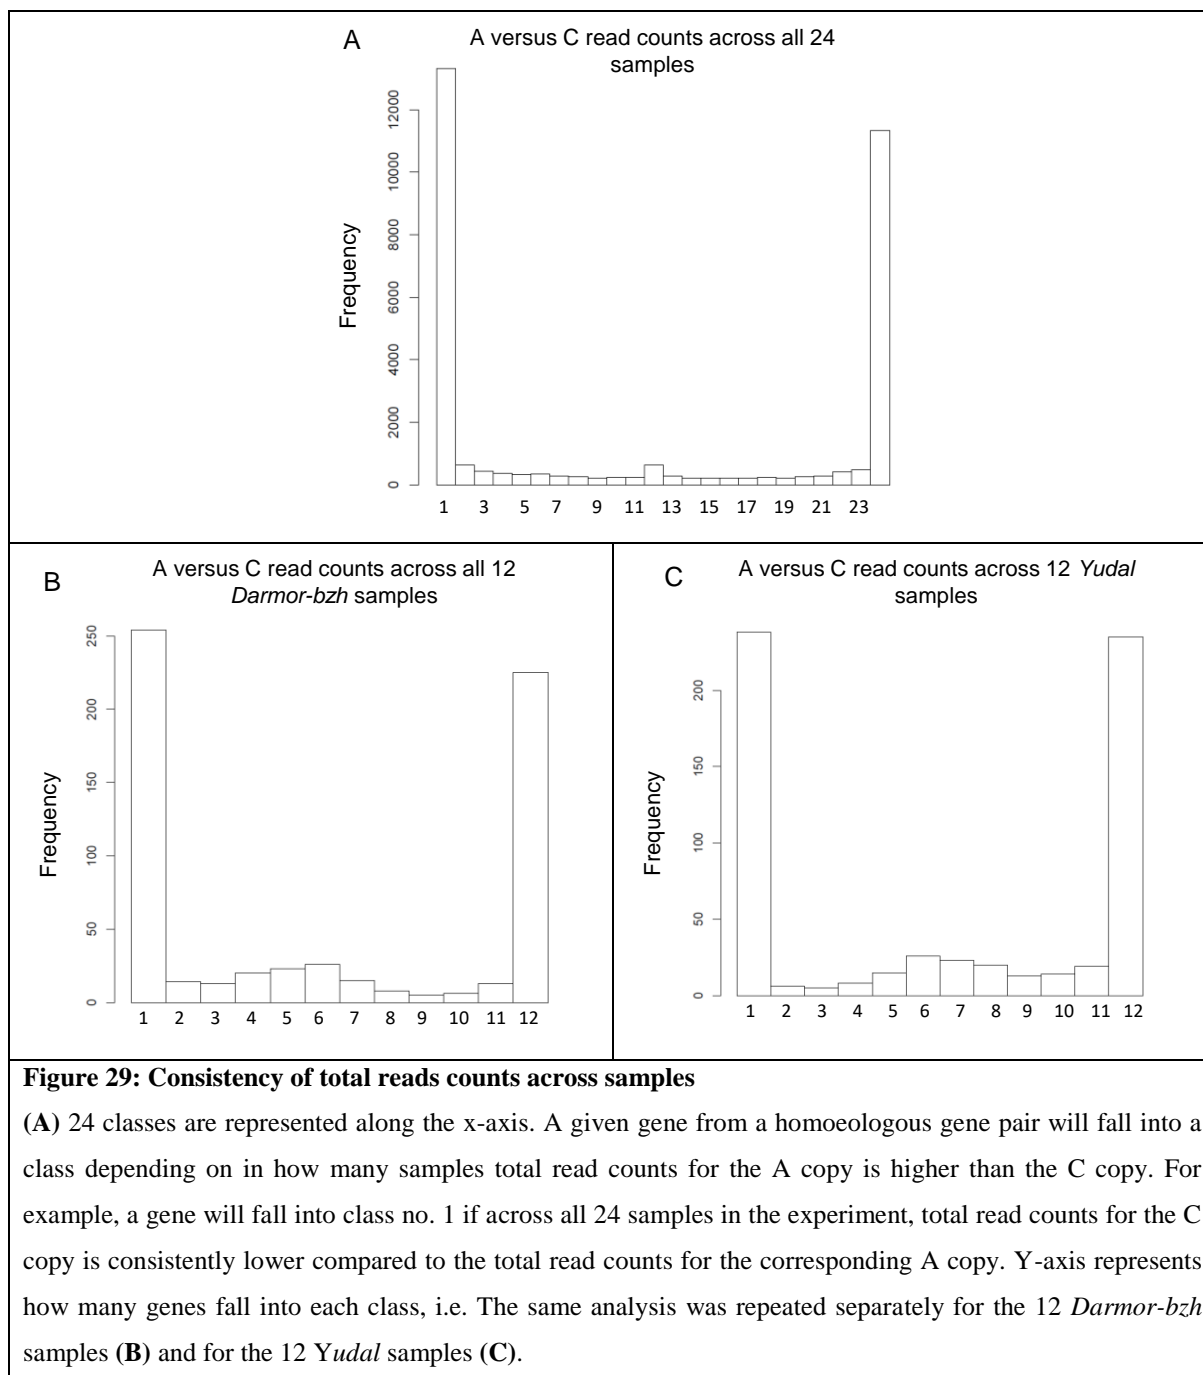 A
A versus C read counts across all 24
samples
Frequency
12000
10000
8000
6000
4000
2000
0
1 3 5 7 9 11 13 15 17 19 21 23
B
A versus C read counts across all 12
Darmor-bzh samples
Frequency
250
200
150
100
50
0
1 2 3 4 5 6 7 8 9 10 11 12
C
A versus C read counts across 12 Yudal
samples
Frequency
200
150
100
50
0
1 2 3 4 5 6 7 8 9 10 11 12
Figure 29: Consistency of total reads counts across samples
(A) 24 classes are represented along the x-axis. A given gene from a homoeologous gene pair will fall into a
class depending on in how many samples total read counts for the A copy is higher than the C copy. For
example, a gene will fall into class no. 1 if across all 24 samples in the experiment, total read counts for the C
copy is consistently lower compared to the total read counts for the corresponding A copy. Y-axis represents
how many genes fall into each class, i.e. The same analysis was repeated separately for the 12 Darmor-bzh
samples (B) and for the 12 Yudal samples (C).